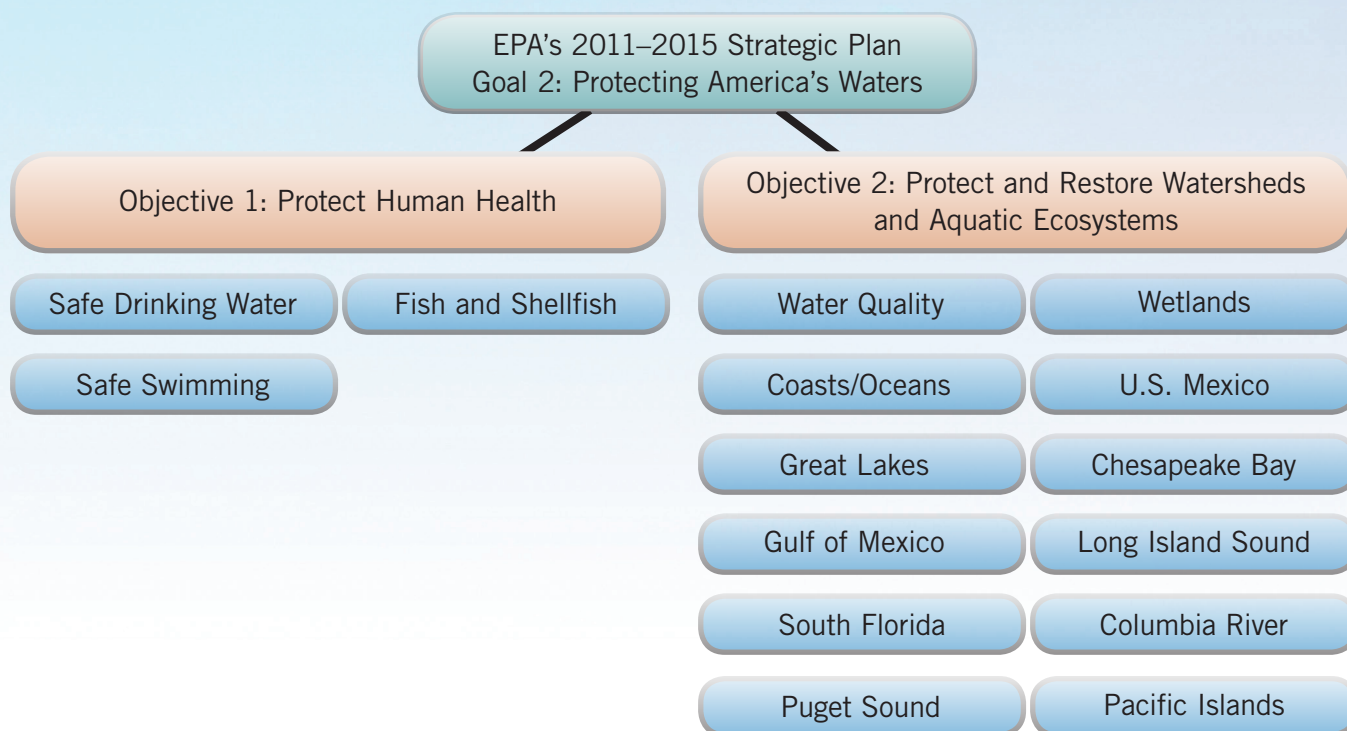 EPA’s 2011–2015 Strategic Plan
Goal 2: Protecting America’s Waters
Objective 1: Protect Human Health
Objective 2: Protect and Restore Watersheds
and Aquatic Ecosystems
Safe Drinking Water
Fish and Shellfish
Safe Swimming
Water Quality
Wetlands
Coasts/Oceans
U.S. Mexico
Great Lakes
Chesapeake Bay
Gulf of Mexico
Long Island Sound
South Florida
Columbia River
Puget Sound
Pacific Islands